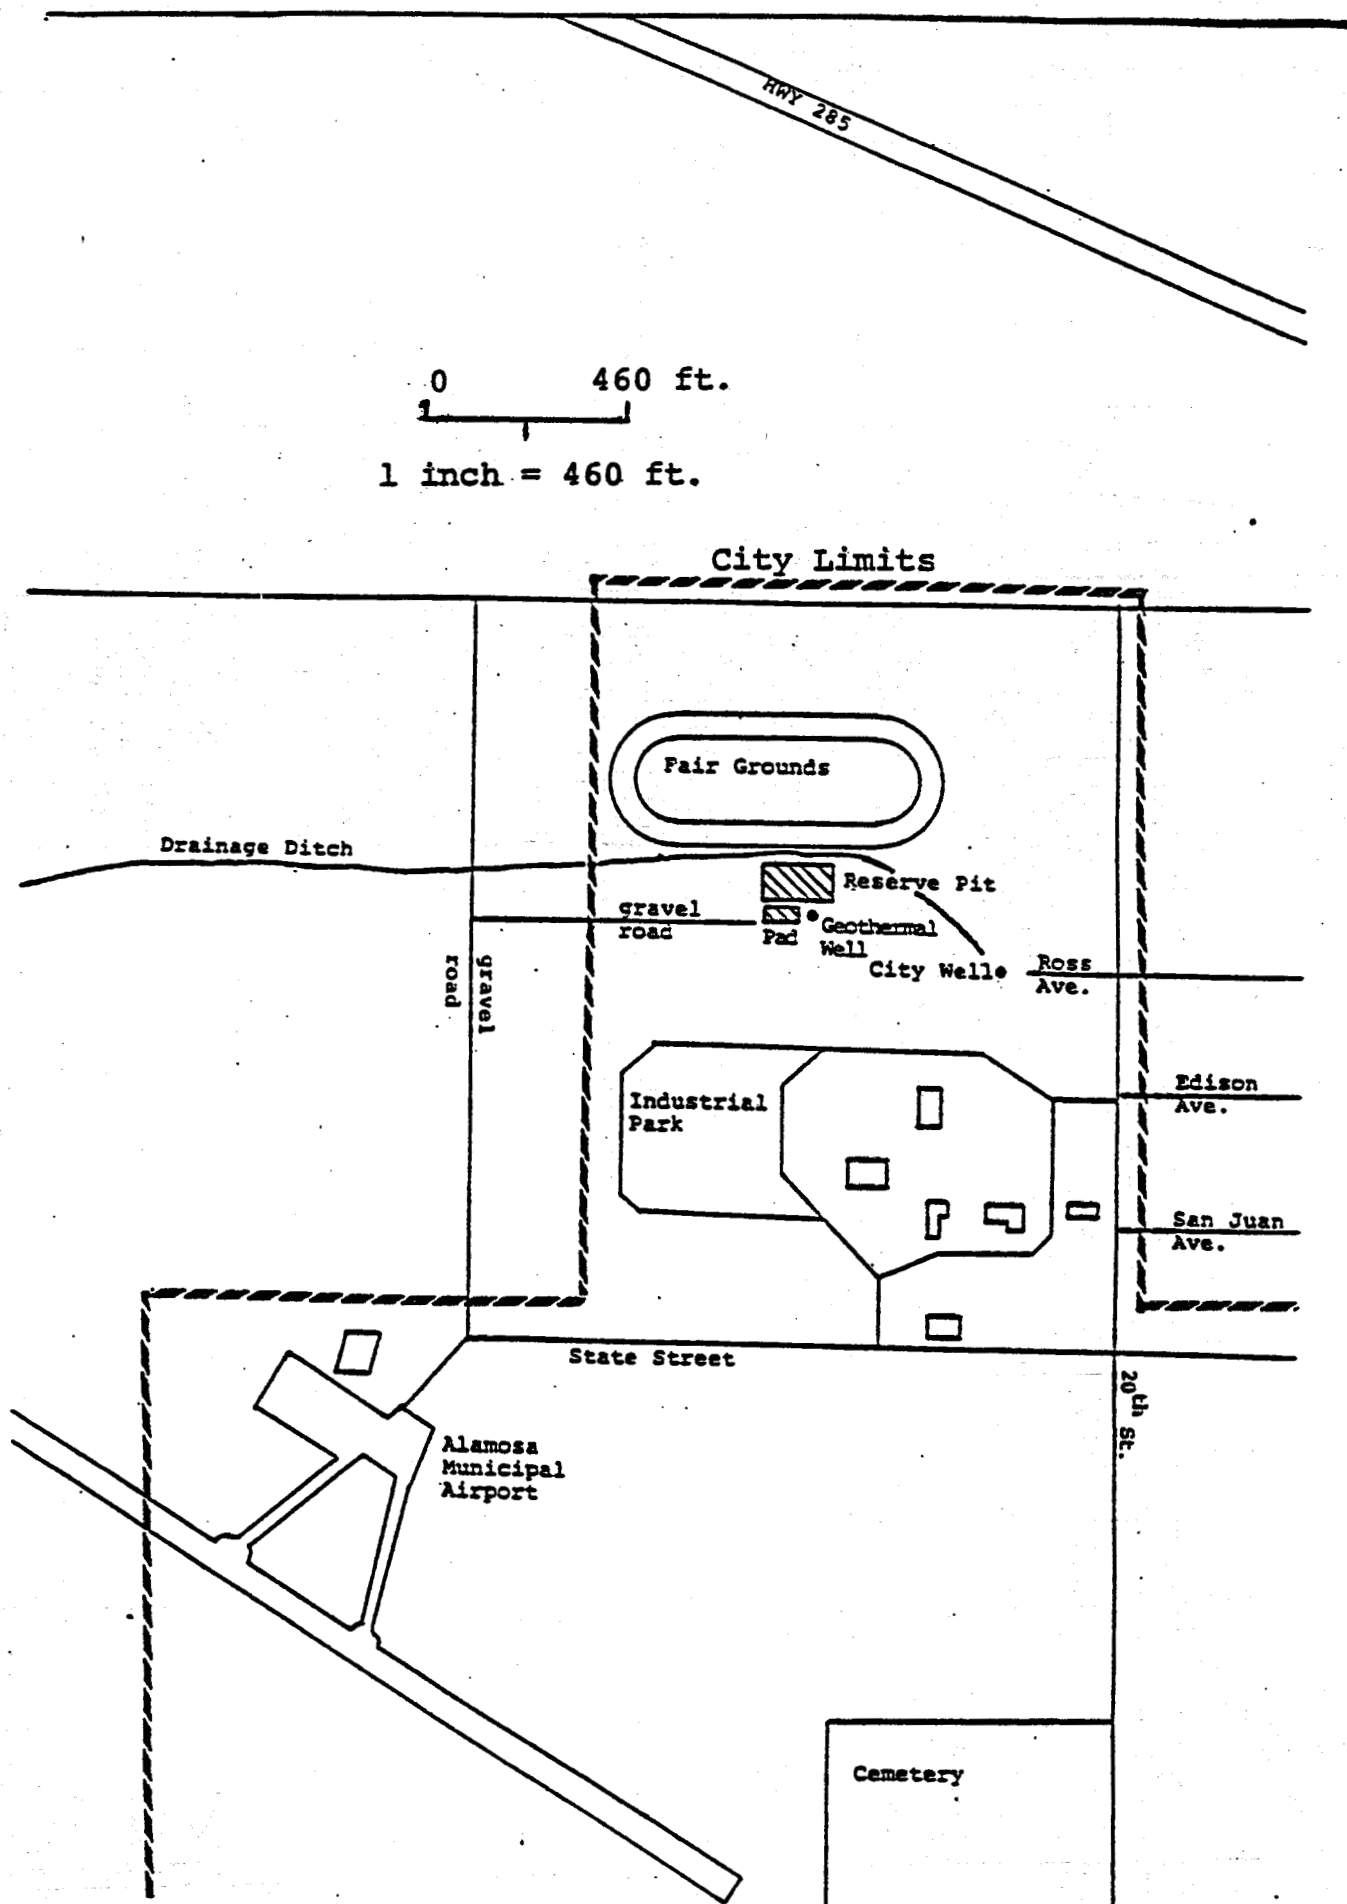 HWY 285
0 460 ft.
1 inch = 460 ft.
City Limits
Fair Grounds
Drainage Ditch
Reserve Pit
gravel
road
Pad
Geothermal
Well
City Well
Ross
Ave.
gravel
road
Industrial
Park
Edison
Ave.
San Juan
Ave.
State Street
20th St.
Alamosa
Municipal
Airport
Cemetery